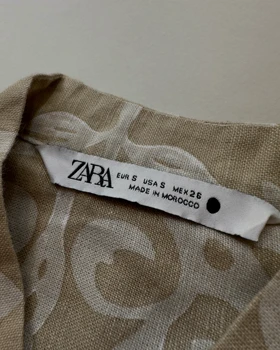 ZARA
EUR S USA S MEX 26
MADE IN MOROCCO